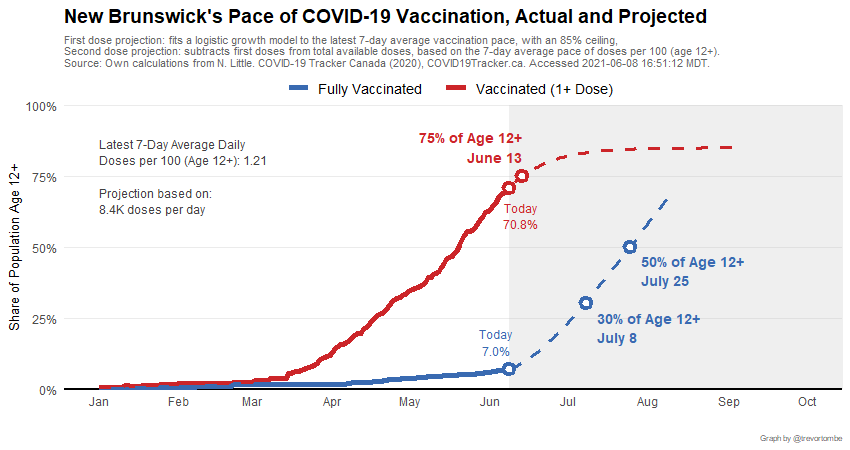 New Brunswick's Pace of COVID-19 Vaccination, Actual and Projected
First dose projection: fits a logistic growth model to the latest 7-day average vaccination pace, with an 85% ceiling,
Second dose projection: subtracts first doses from total available doses, based on the 7-day average pace of doses per 100 (age 12+).
Source: Own calculations from N. Little. COVID-19 Tracker Canada (2020), COVID19Tracker.ca. Accessed 2021-06-08 16:51:12 MDT.
Fully Vaccinated
Vaccinated (1+ Dose)
Share of Population Age 12+
100%
75%
50%
25%
0%
Latest 7-Day Average Daily
Doses per 100 (Age 12+): 1.21
Projection based on:
8.4K doses per day
75% of Age 12+
June 13
Today
70.8%
50% of Age 12+
July 25
30% of Age 12+
July 8
Today
7.0%
Jan
Feb
Mar
Apr
May
Jun
Jul
Aug
Sep
Oct
Graph by @trevortombe